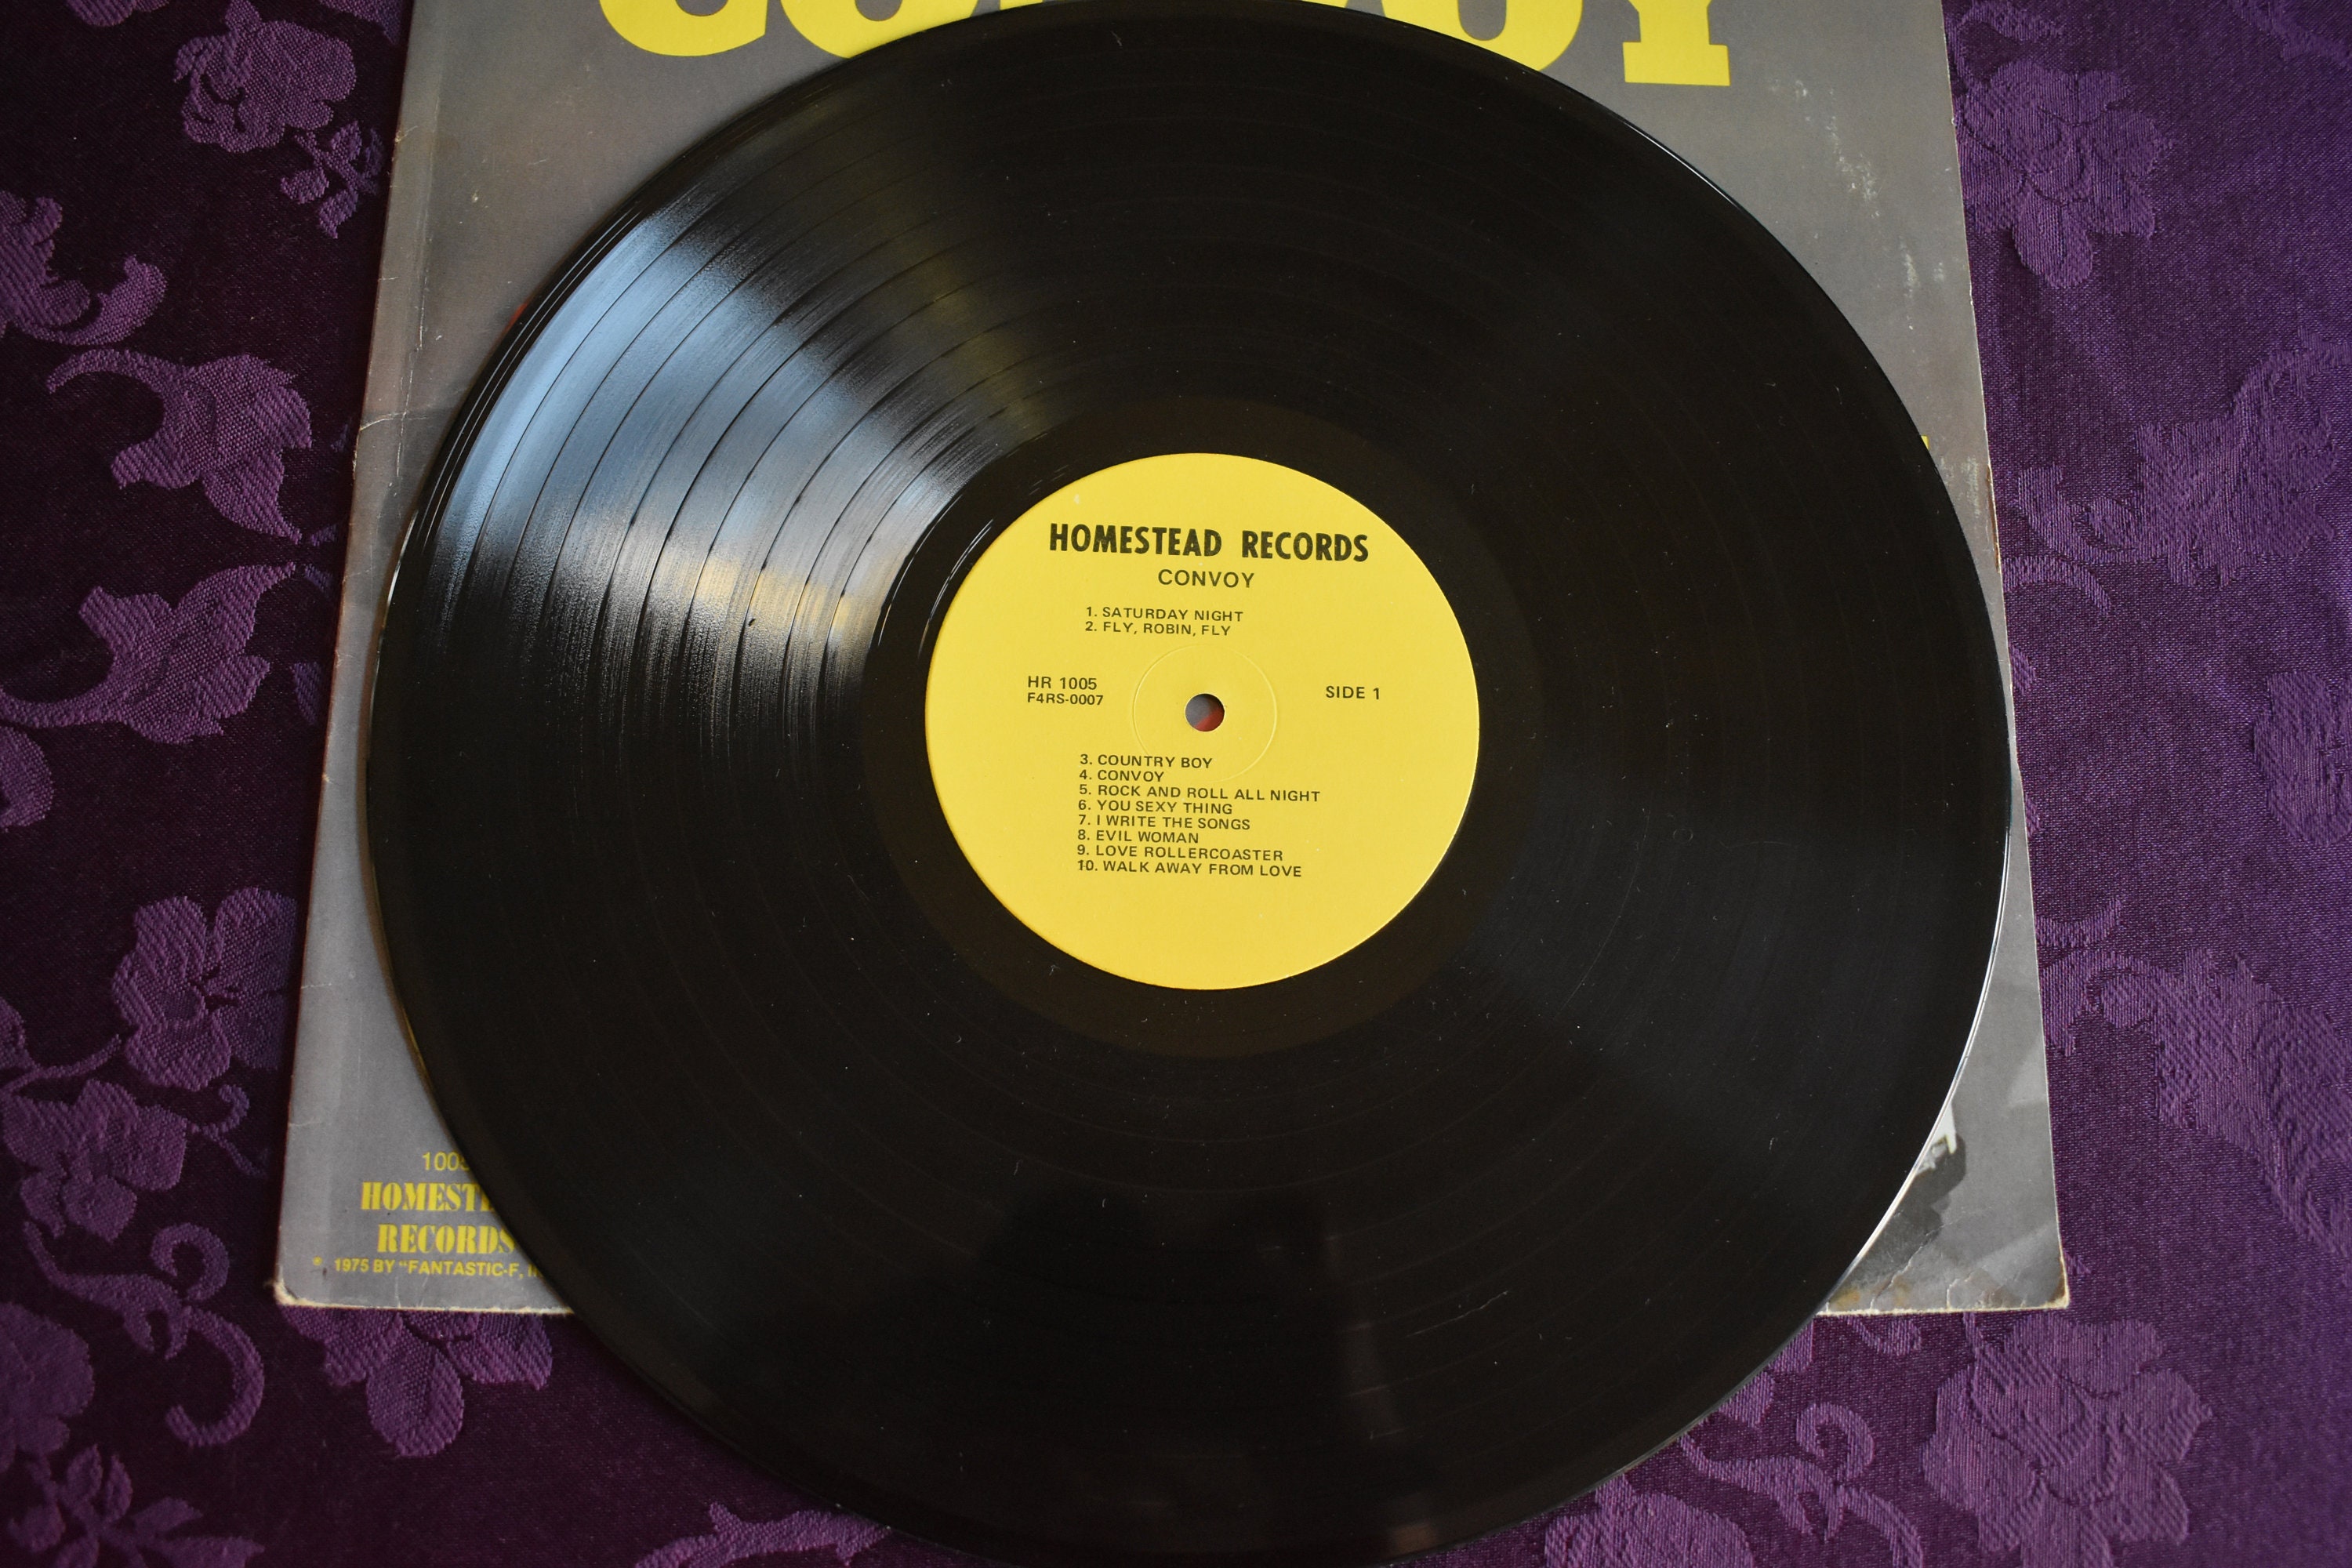 HOMESTEAD RECORDS
CONVOY
1. SATURDAY NIGHT
2. FLY, ROBIN, FLY
HR 1005
F4RS-0007
SIDE 1
3. COUNTRY BOY
4. CONVOY
5. ROCK AND ROLL ALL NIGHT
6. YOU SEXY THING
7. I WRITE THE SONGS
8. EVIL WOMAN
9. LOVE ROLLERCOASTER
10. WALK AWAY FROM LOVE
1005
RECORDS
1975 BY "FANTASTIC-F,